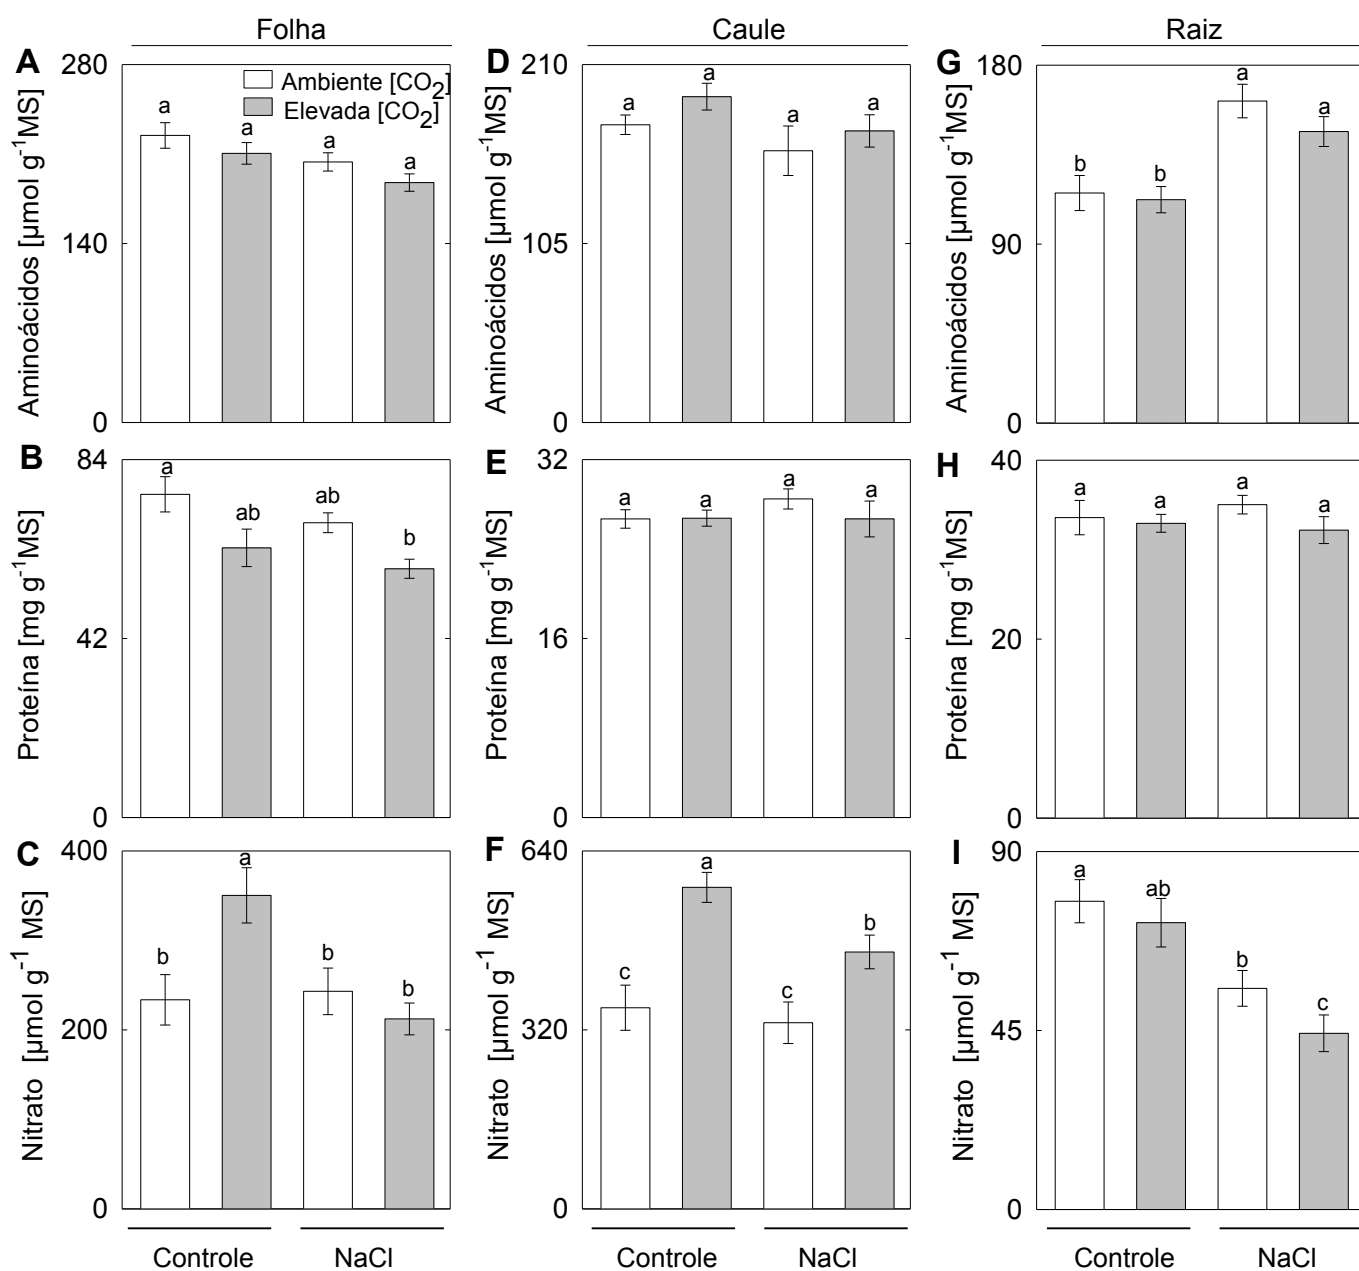 Folha
Caule
Raiz
A
280
140
0
Aminoácidos [µmol g⁻¹MS]
Ambiente [CO₂]
Elevada [CO₂]
a
a
a
a
D
210
105
0
Aminoácidos [µmol g⁻¹MS]
a
a
a
a
G
180
90
0
Aminoácidos [µmol g⁻¹MS]
b
b
a
a
B
84
42
0
Proteína [mg g⁻¹MS]
a
ab
ab
b
E
32
16
0
Proteína [mg g⁻¹MS]
a
a
a
a
H
40
20
0
Proteína [mg g⁻¹MS]
a
a
a
a
C
400
200
0
Nitrato [µmol g⁻¹ MS]
b
a
b
b
Controle
NaCl
F
640
320
0
Nitrato [µmol g⁻¹ MS]
c
a
c
b
Controle
NaCl
I
90
45
0
Nitrato [µmol g⁻¹ MS]
a
ab
b
c
Controle
NaCl